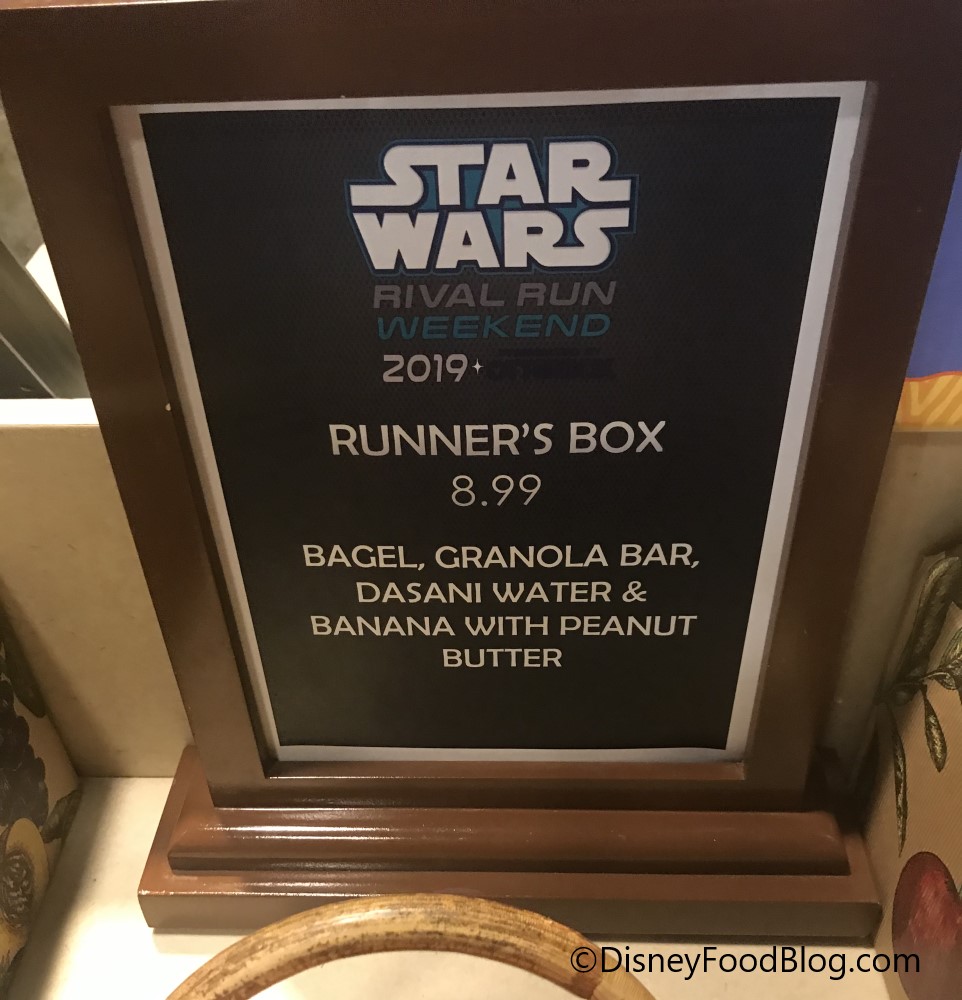 STAR
WARS
RIVAL RUN
WEEKEND
2019
RUNNER'S BOX
8.99
BAGEL, GRANOLA BAR,
DASANI WATER &
BANANA WITH PEANUT
BUTTER
©DisneyFoodBlog.com